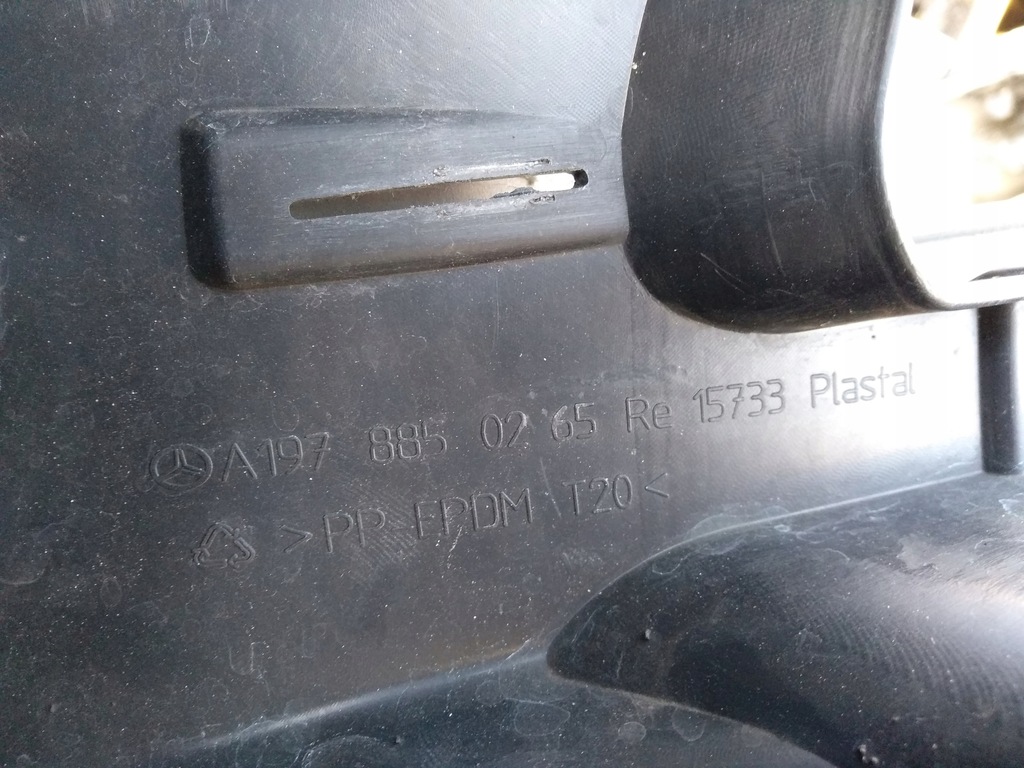 A197 885 02 65 Re 15733 Plastal
>PP EPDM T20<